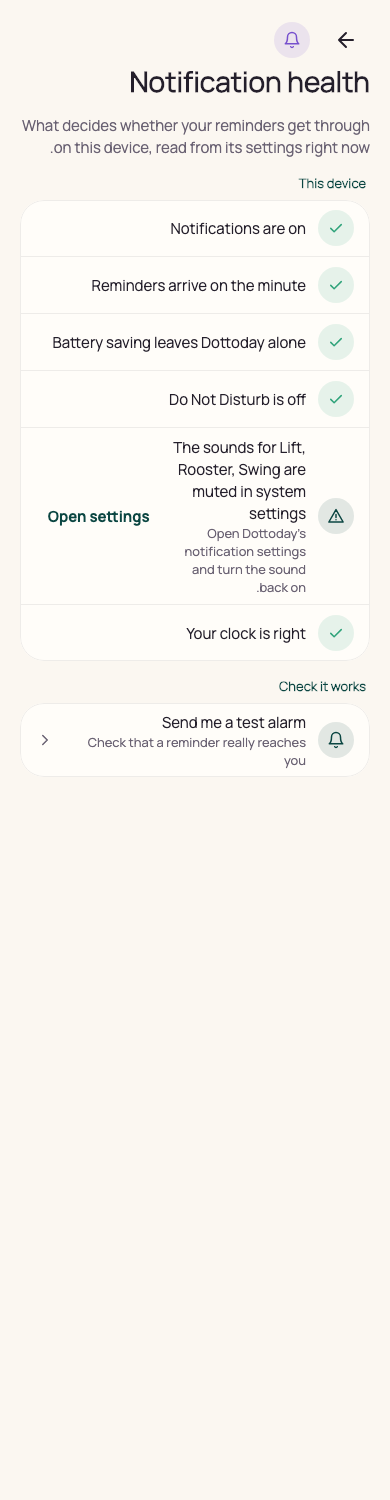 Notification health
What decides whether your reminders get through
.on this device, read from its settings right now
This device
Notifications are on
Reminders arrive on the minute
Battery saving leaves Dottoday alone
Do Not Disturb is off
The sounds for Lift,
Rooster, Swing are
muted in system
settings
Open Dottoday's
notification settings
and turn the sound
.back on
Open settings
Your clock is right
Check it works
Send me a test alarm
Check that a reminder really reaches
you